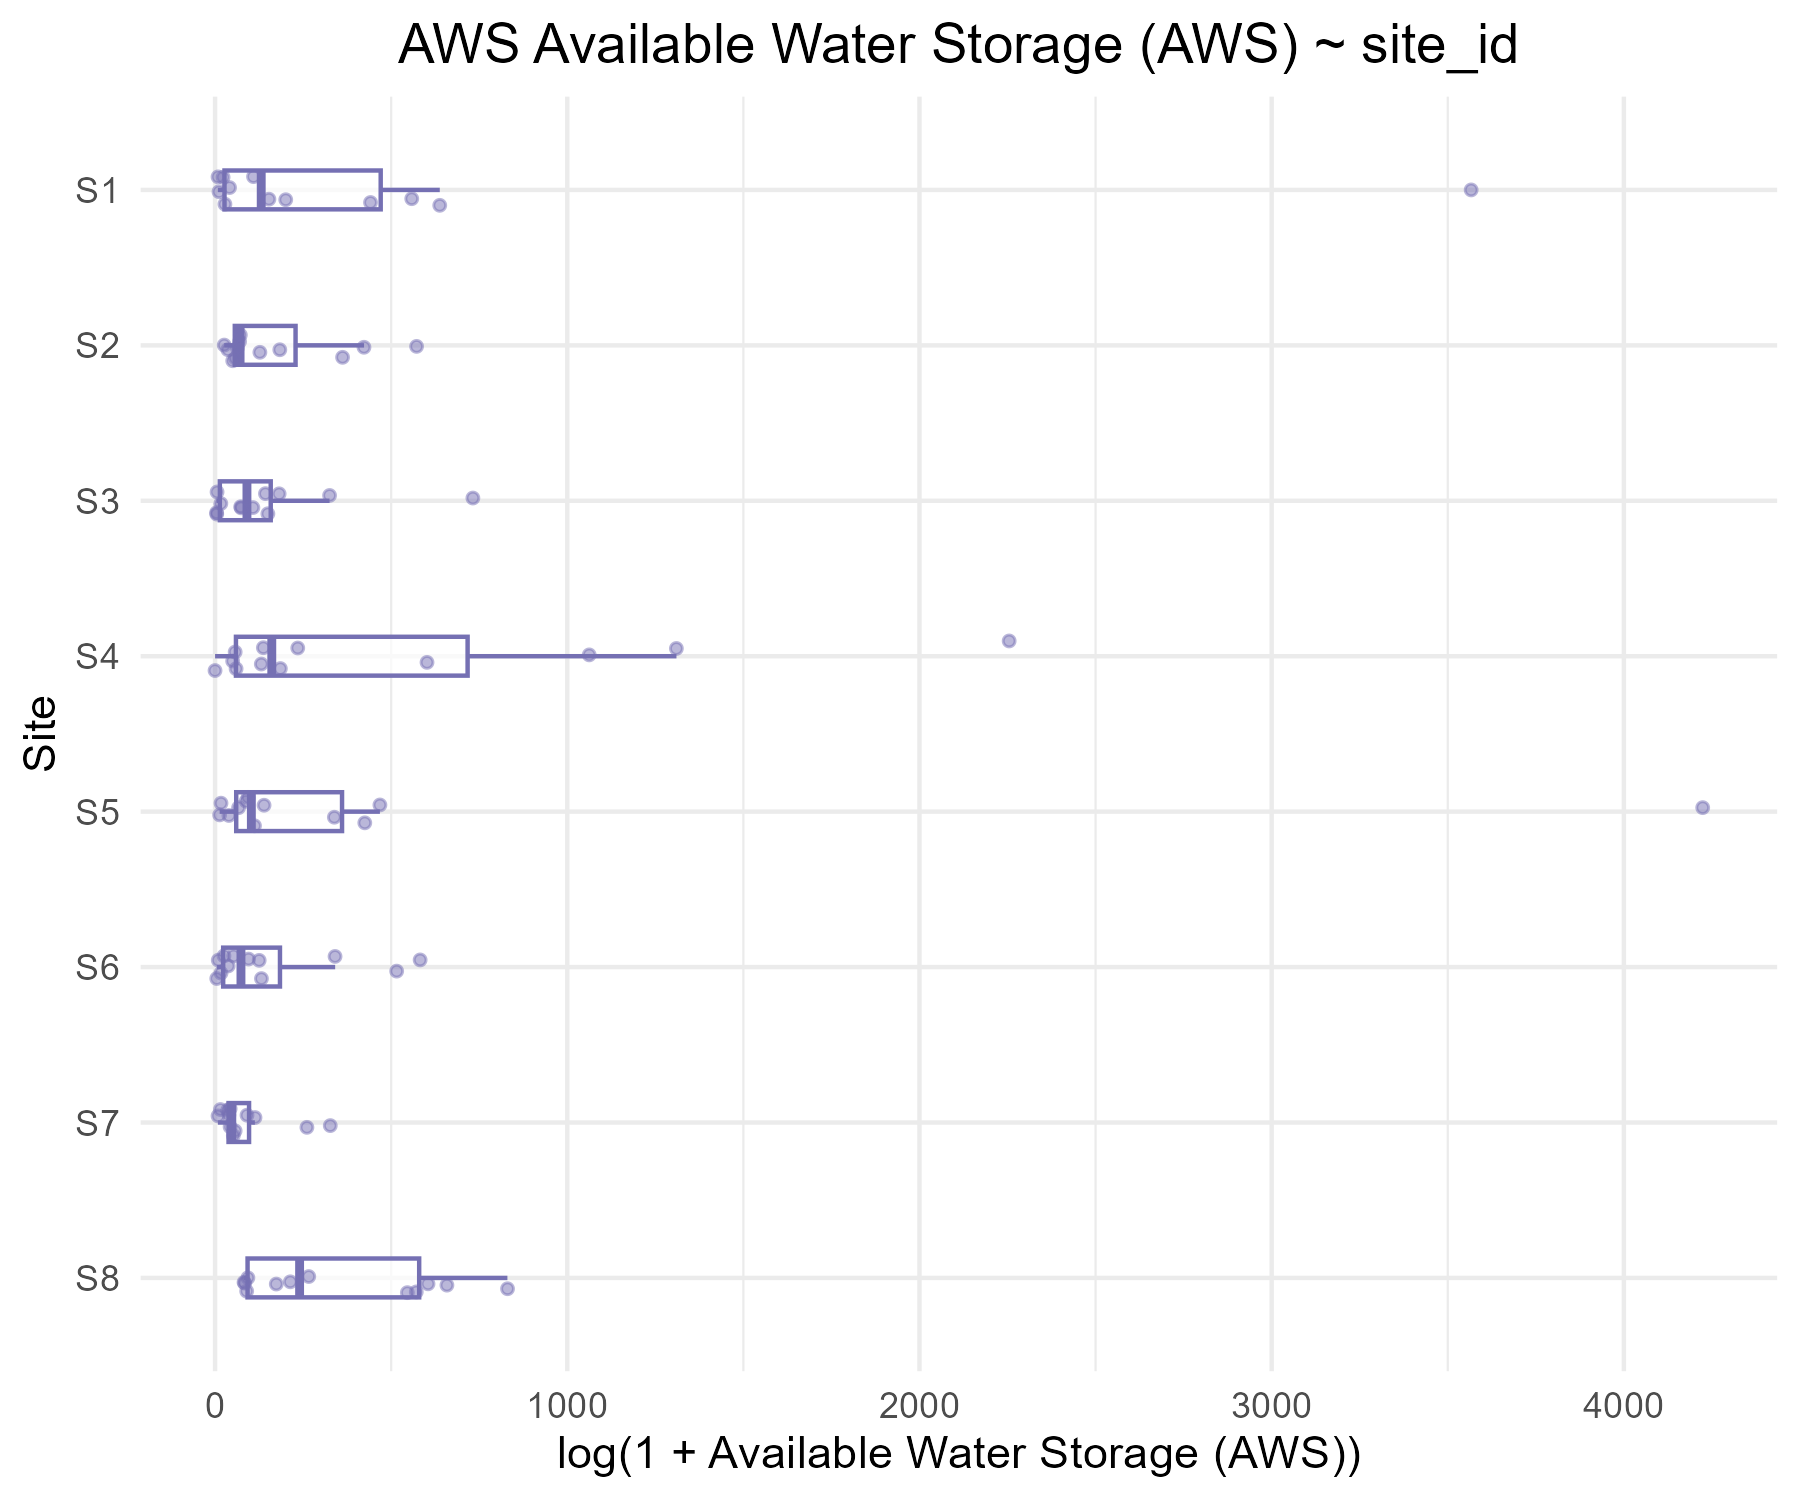 AWS Available Water Storage (AWS) ~ site_id
S1
S2
S3
S4
S5
S6
S7
S8
Site
0 1000 2000 3000 4000
log(1 + Available Water Storage (AWS))